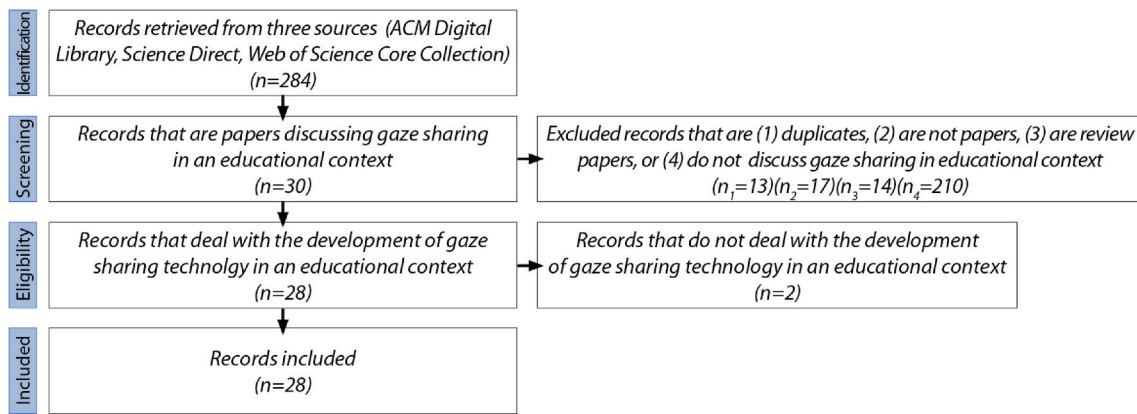 Identification
Records retrieved from three sources (ACM Digital
Library, Science Direct, Web of Science Core Collection)
(n=284)
Screening
Records that are papers discussing gaze sharing
in an educational context
(n=30)
Excluded records that are (1) duplicates, (2) are not papers, (3) are review
papers, or (4) do not discuss gaze sharing in educational context
(n1=13)(n2=17)(n3=14)(n4=210)
Eligibility
Records that deal with the development of gaze
sharing technolgy in an educational context
(n=28)
Records that do not deal with the development
of gaze sharing technology in an educational context
(n=2)
Included
Records included
(n=28)